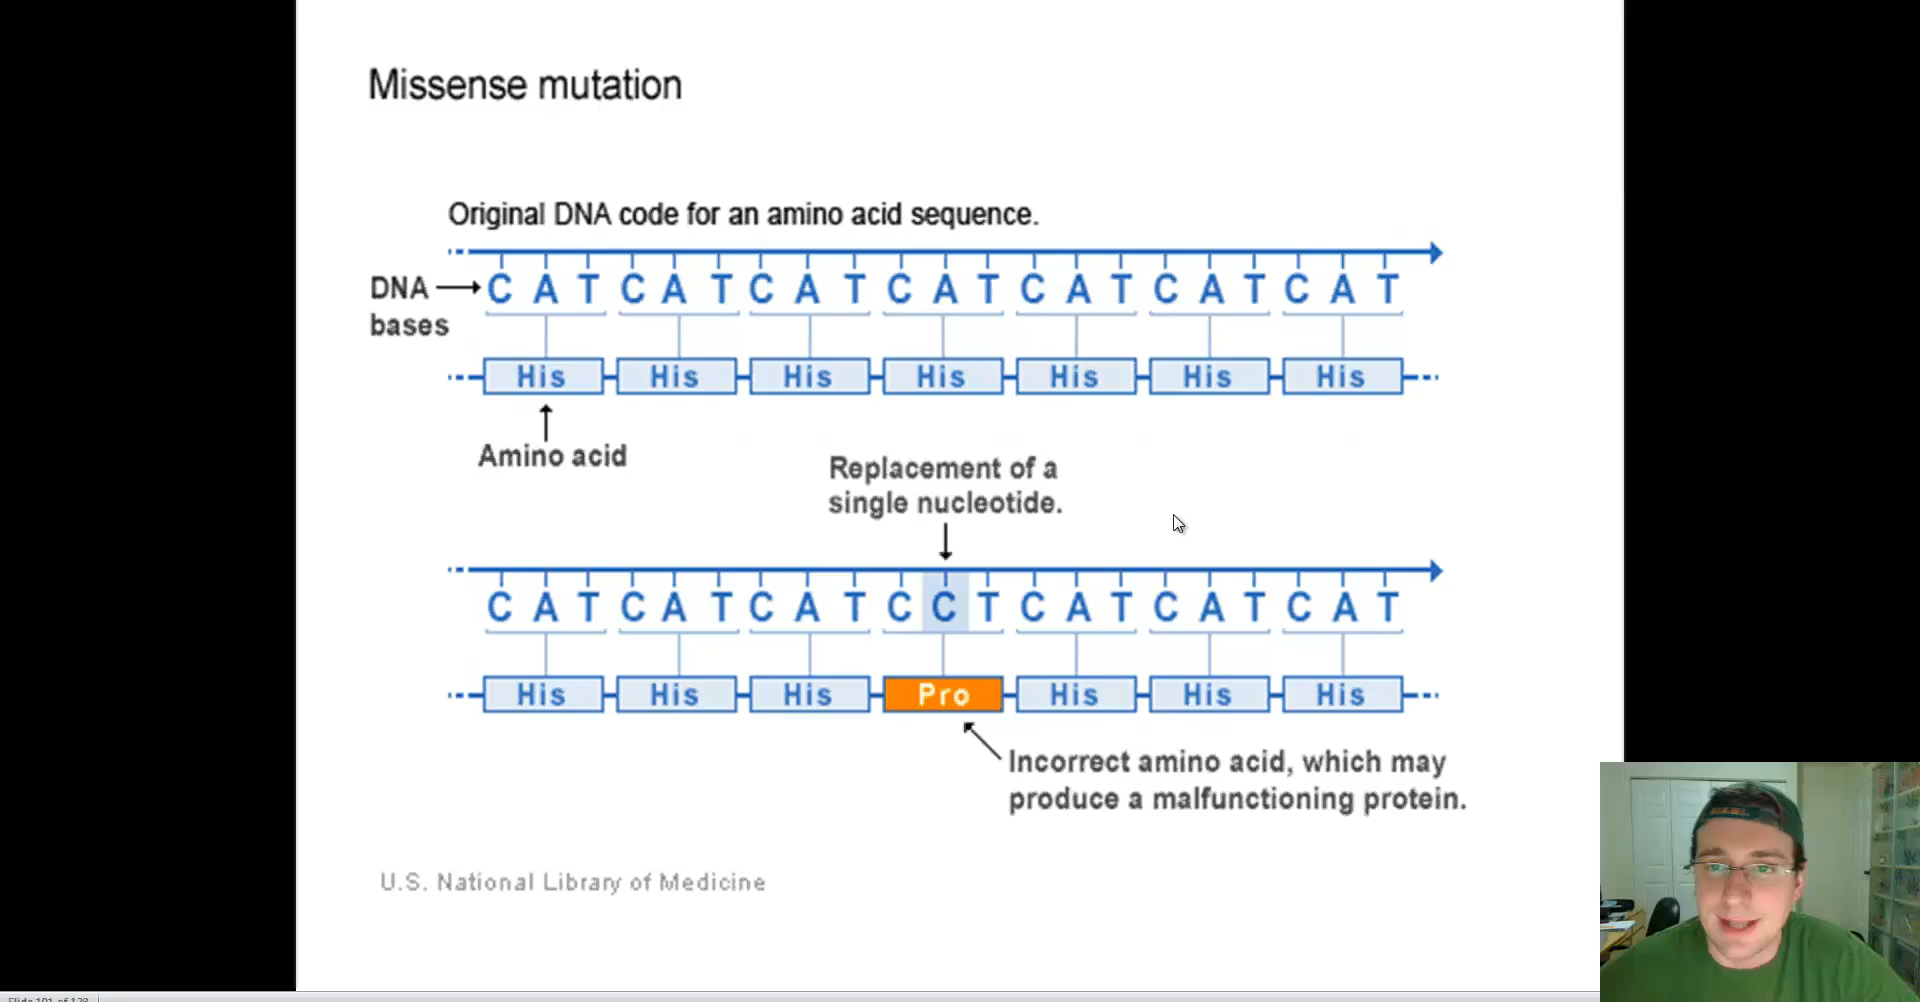 Missense mutation
Original DNA code for an amino acid sequence.
DNA
bases
C A T C A T C A T C A T C A T C A T C A T
His His His His His His His
Amino acid
Replacement of a
single nucleotide.
C A T C A T C A T C C T C A T C A T C A T
His His His Pro His His His
Incorrect amino acid, which may
produce a malfunctioning protein.
U.S. National Library of Medicine